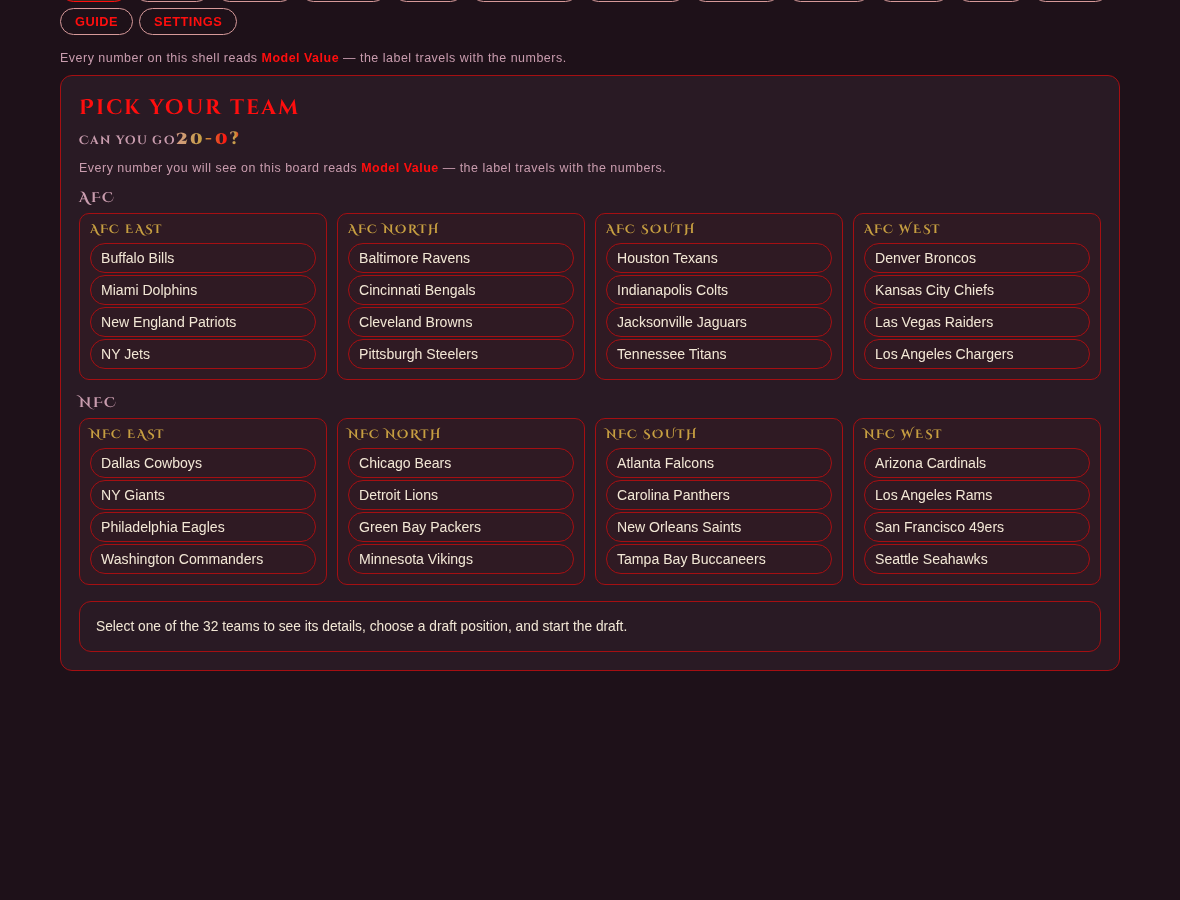 GUIDE SETTINGS
Every number on this shell reads Model Value — the label travels with the numbers.
PICK YOUR TEAM
CAN YOU GO 20-0?
Every number you will see on this board reads Model Value — the label travels with the numbers.
AFC
AFC EAST
Buffalo Bills
Miami Dolphins
New England Patriots
NY Jets
AFC NORTH
Baltimore Ravens
Cincinnati Bengals
Cleveland Browns
Pittsburgh Steelers
AFC SOUTH
Houston Texans
Indianapolis Colts
Jacksonville Jaguars
Tennessee Titans
AFC WEST
Denver Broncos
Kansas City Chiefs
Las Vegas Raiders
Los Angeles Chargers
NFC
NFC EAST
Dallas Cowboys
NY Giants
Philadelphia Eagles
Washington Commanders
NFC NORTH
Chicago Bears
Detroit Lions
Green Bay Packers
Minnesota Vikings
NFC SOUTH
Atlanta Falcons
Carolina Panthers
New Orleans Saints
Tampa Bay Buccaneers
NFC WEST
Arizona Cardinals
Los Angeles Rams
San Francisco 49ers
Seattle Seahawks
Select one of the 32 teams to see its details, choose a draft position, and start the draft.